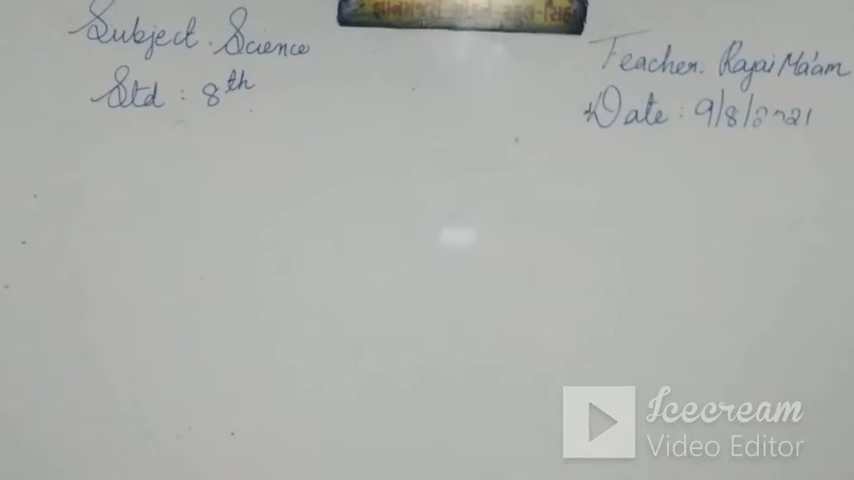 Subject. Science
Std : 8th
Teacher. Rajai Ma'am
Date : 9/8/2021
Icecream
Video Editor